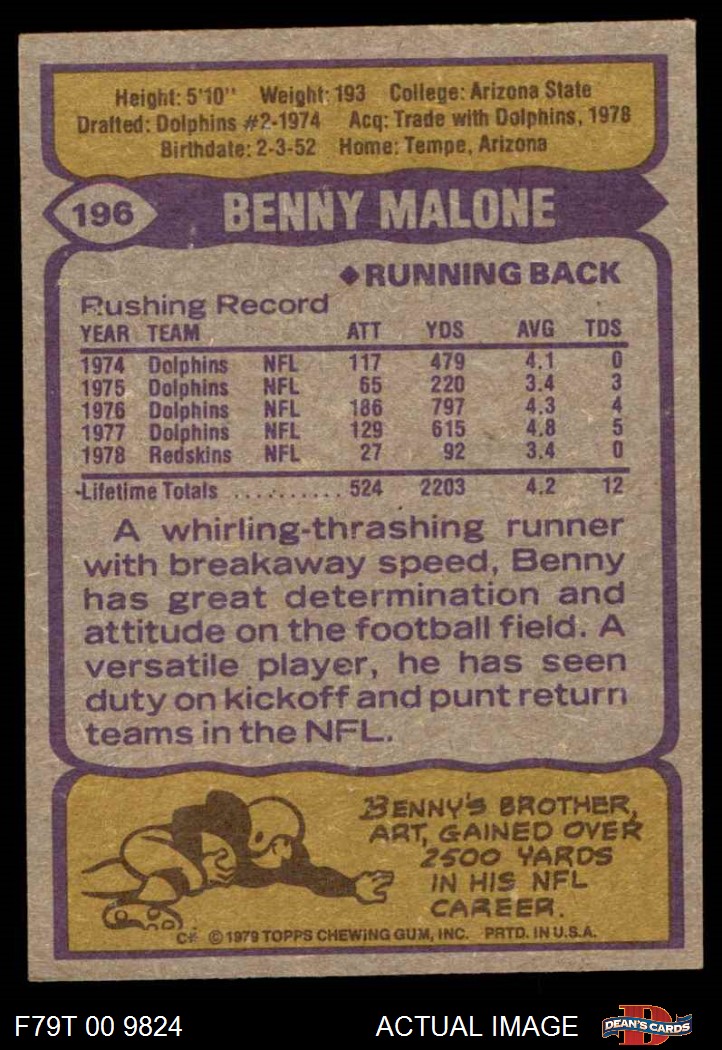 Height: 5'10" Weight: 193 College: Arizona State
Drafted: Dolphins #2-1974 Acq: Trade with Dolphins, 1978
Birthdate: 2-3-52 Home: Tempe, Arizona
196 BENNY MALONE
◆RUNNING BACK
Rushing Record
YEAR TEAM ATT YDS AVG TDS
1974 Dolphins NFL 117 479 4.1 0
1975 Dolphins NFL 65 220 3.4 3
1976 Dolphins NFL 186 797 4.3 4
1977 Dolphins NFL 129 615 4.8 5
1978 Redskins NFL 27 92 3.4 0
Lifetime Totals .......... 524 2203 4.2 12
A whirling-thrashing runner
with breakaway speed, Benny
has great determination and
attitude on the football field. A
versatile player, he has seen
duty on kickoff and punt return
teams in the NFL.
BENNY'S BROTHER,
ART, GAINED OVER
2500 YARDS
IN HIS NFL
CAREER.
C* © 1979 TOPPS CHEWING GUM, INC. PRTD. IN U.S.A.
F79T 00 9824 ACTUAL IMAGE D DEAN'S CARDS